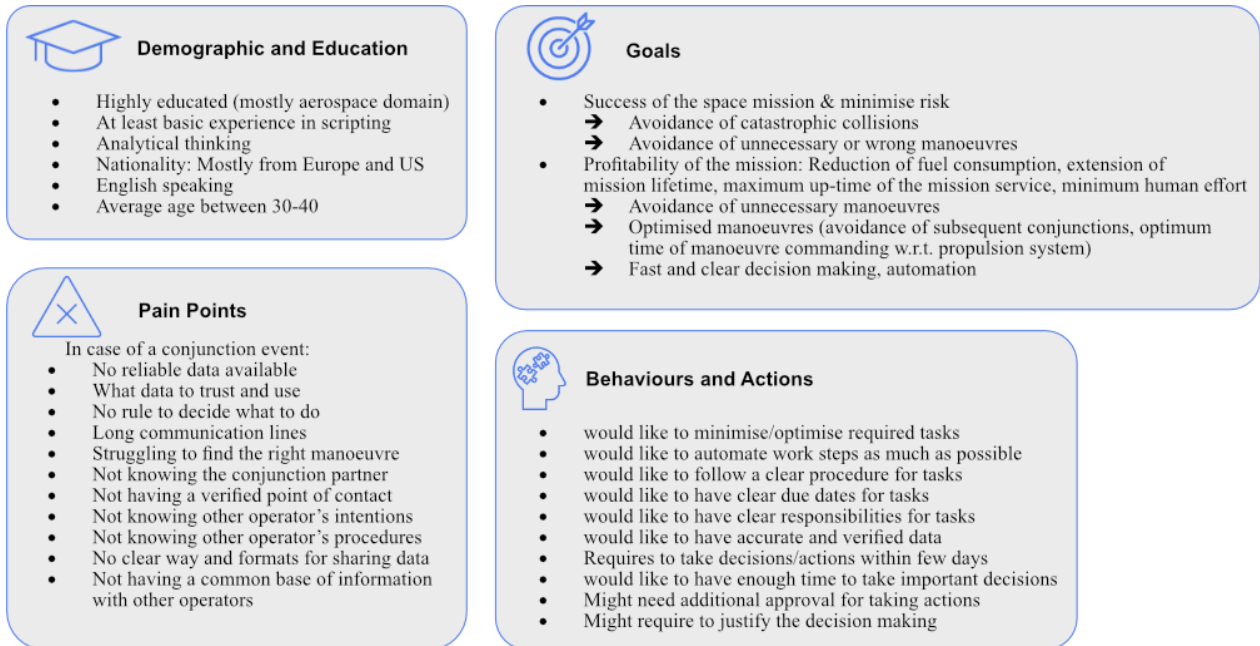 Demographic and Education
• Highly educated (mostly aerospace domain)
• At least basic experience in scripting
• Analytical thinking
• Nationality: Mostly from Europe and US
• English speaking
• Average age between 30-40
Goals
• Success of the space mission & minimise risk
➔ Avoidance of catastrophic collisions
➔ Avoidance of unnecessary or wrong manoeuvres
• Profitability of the mission: Reduction of fuel consumption, extension of
mission lifetime, maximum up-time of the mission service, minimum human effort
➔ Avoidance of unnecessary manoeuvres
➔ Optimised manoeuvres (avoidance of subsequent conjunctions, optimum
time of manoeuvre commanding w.r.t. propulsion system)
➔ Fast and clear decision making, automation
Pain Points
In case of a conjunction event:
• No reliable data available
• What data to trust and use
• No rule to decide what to do
• Long communication lines
• Struggling to find the right manoeuvre
• Not knowing the conjunction partner
• Not having a verified point of contact
• Not knowing other operator's intentions
• Not knowing other operator's procedures
• No clear way and formats for sharing data
• Not having a common base of information
with other operators
Behaviours and Actions
• would like to minimise/optimise required tasks
• would like to automate work steps as much as possible
• would like to follow a clear procedure for tasks
• would like to have clear due dates for tasks
• would like to have clear responsibilities for tasks
• would like to have accurate and verified data
• Requires to take decisions/actions within few days
• would like to have enough time to take important decisions
• Might need additional approval for taking actions
• Might require to justify the decision making